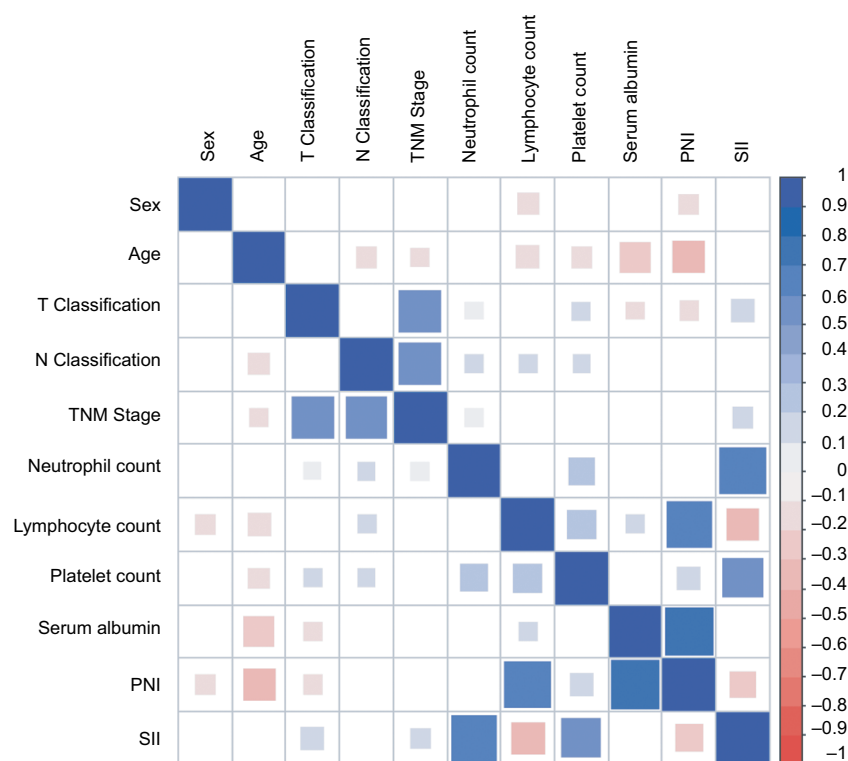 Sex
Age
T Classification
N Classification
TNM Stage
Neutrophil count
Lymphocyte count
Platelet count
Serum albumin
PNI
SII
Sex
Age
T Classification
N Classification
TNM Stage
Neutrophil count
Lymphocyte count
Platelet count
Serum albumin
PNI
SII
1
0.9
0.8
0.7
0.6
0.5
0.4
0.3
0.2
0.1
0
–0.1
–0.2
–0.3
–0.4
–0.5
–0.6
–0.7
–0.8
–0.9
–1